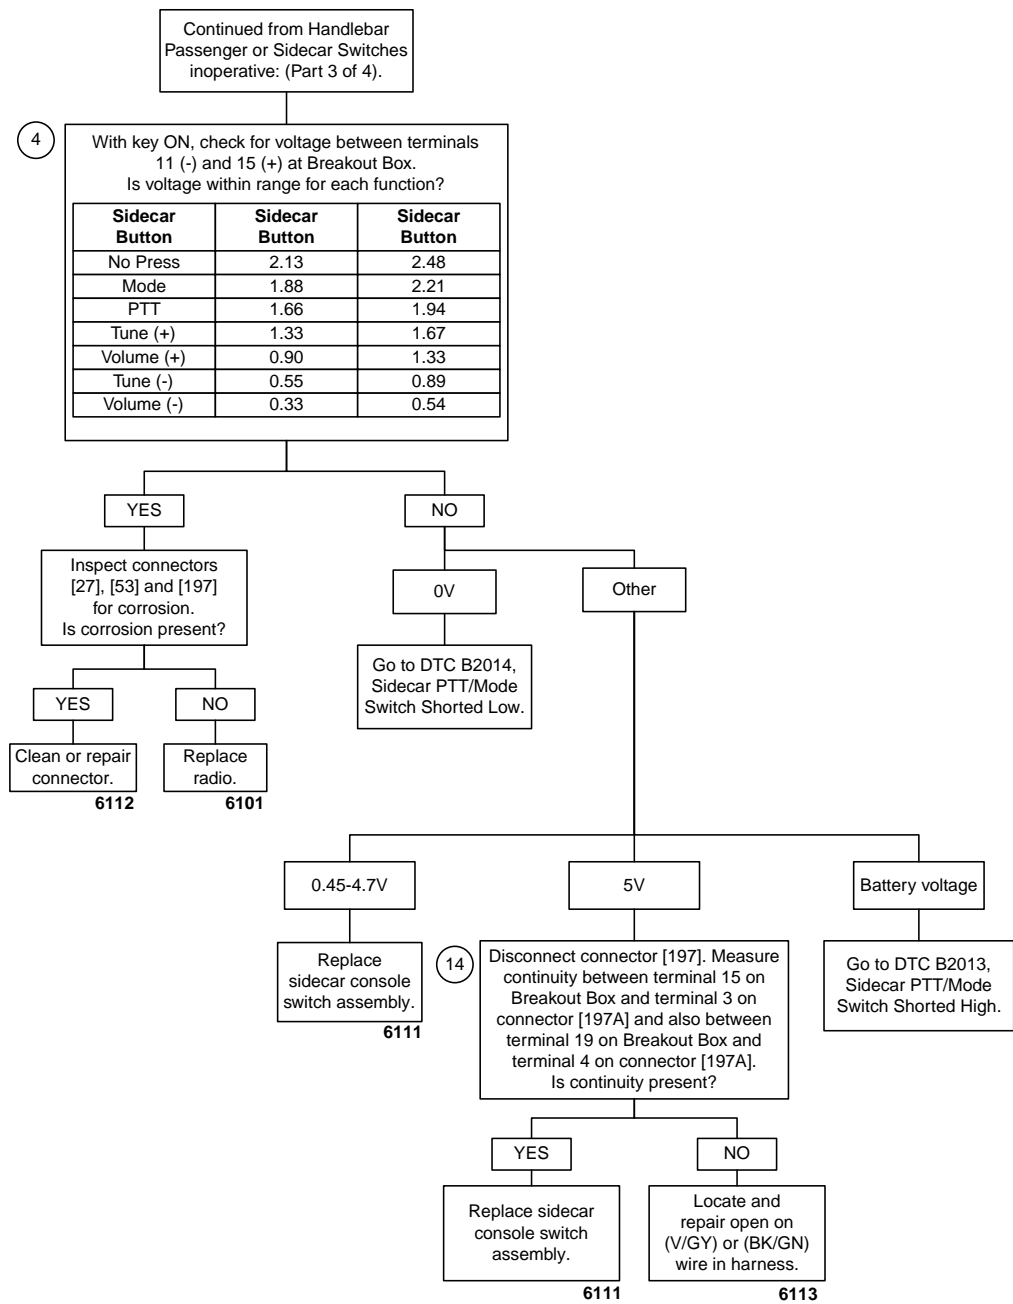 Continued from Handlebar
Passenger or Sidecar Switches
inoperative: (Part 3 of 4).
4
With key ON, check for voltage between terminals
11 (-) and 15 (+) at Breakout Box.
Is voltage within range for each function?
Sidecar Button Sidecar Button Sidecar Button
No Press 2.13 2.48
Mode 1.88 2.21
PTT 1.66 1.94
Tune (+) 1.33 1.67
Volume (+) 0.90 1.33
Tune (-) 0.55 0.89
Volume (-) 0.33 0.54
YES
NO
Inspect connectors
[27], [53] and [197]
for corrosion.
Is corrosion present?
0V
Other
Go to DTC B2014,
Sidecar PTT/Mode
Switch Shorted Low.
YES
NO
Clean or repair
connector.
6112
Replace
radio.
6101
0.45-4.7V
5V
Battery voltage
Replace
sidecar console
switch assembly.
6111
14
Disconnect connector [197]. Measure
continuity between terminal 15 on
Breakout Box and terminal 3 on
connector [197A] and also between
terminal 19 on Breakout Box and
terminal 4 on connector [197A].
Is continuity present?
Go to DTC B2013,
Sidecar PTT/Mode
Switch Shorted High.
YES
NO
Replace sidecar
console switch
assembly.
6111
Locate and
repair open on
(V/GY) or (BK/GN)
wire in harness.
6113